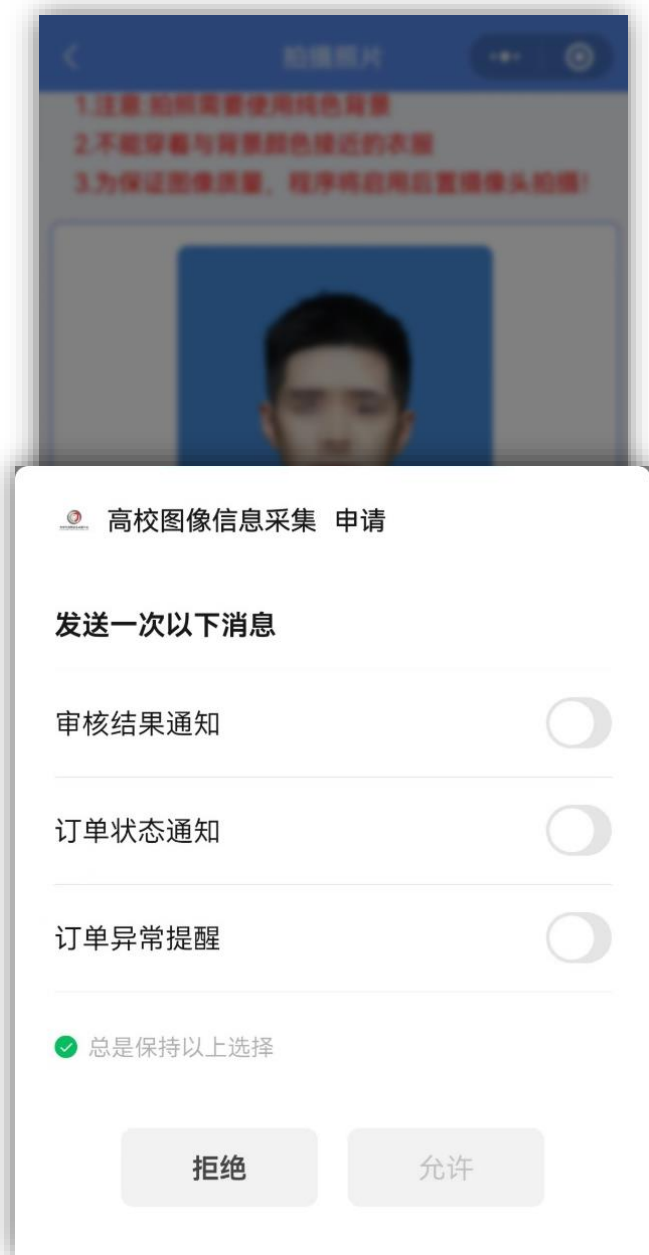 拍摄照片
1.注意:拍照需要使用纯色背景
2.不能穿着与背景颜色接近的衣服
3.为保证图像质量，程序将启用后置摄像头拍摄!
高校图像信息采集 申请
发送一次以下消息
审核结果通知
订单状态通知
订单异常提醒
总是保持以上选择
拒绝 允许